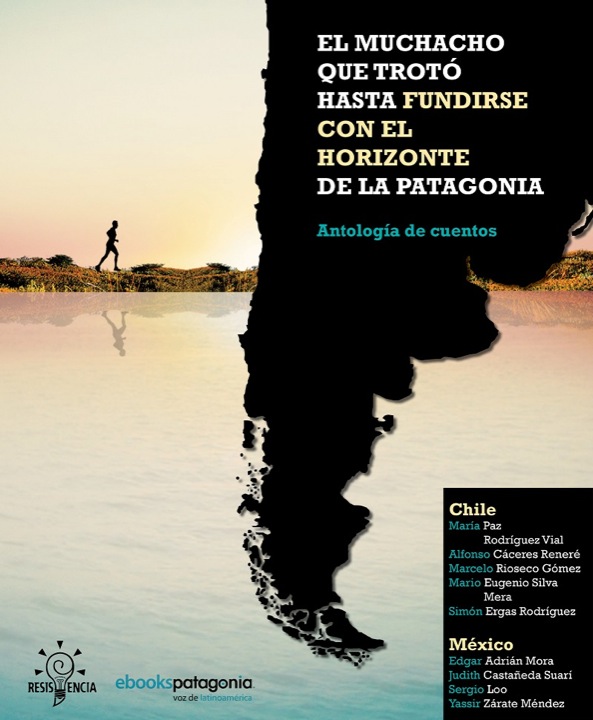 EL MUCHACHO
QUE TROTÓ
HASTA FUNDIRSE
CON EL
HORIZONTE
DE LA PATAGONIA
Antología de cuentos
Chile
María Paz
Rodríguez Vial
Alfonso Cáceres Reneré
Marcelo Rioseco Gómez
Mario Eugenio Silva
Mera
Simón Ergas Rodríguez
México
Edgar Adrián Mora
Judith Castañeda Suarí
Sergio Loo
Yassir Zárate Méndez
RESISTENCIA
ebookspatagonia
voz de latinoamérica